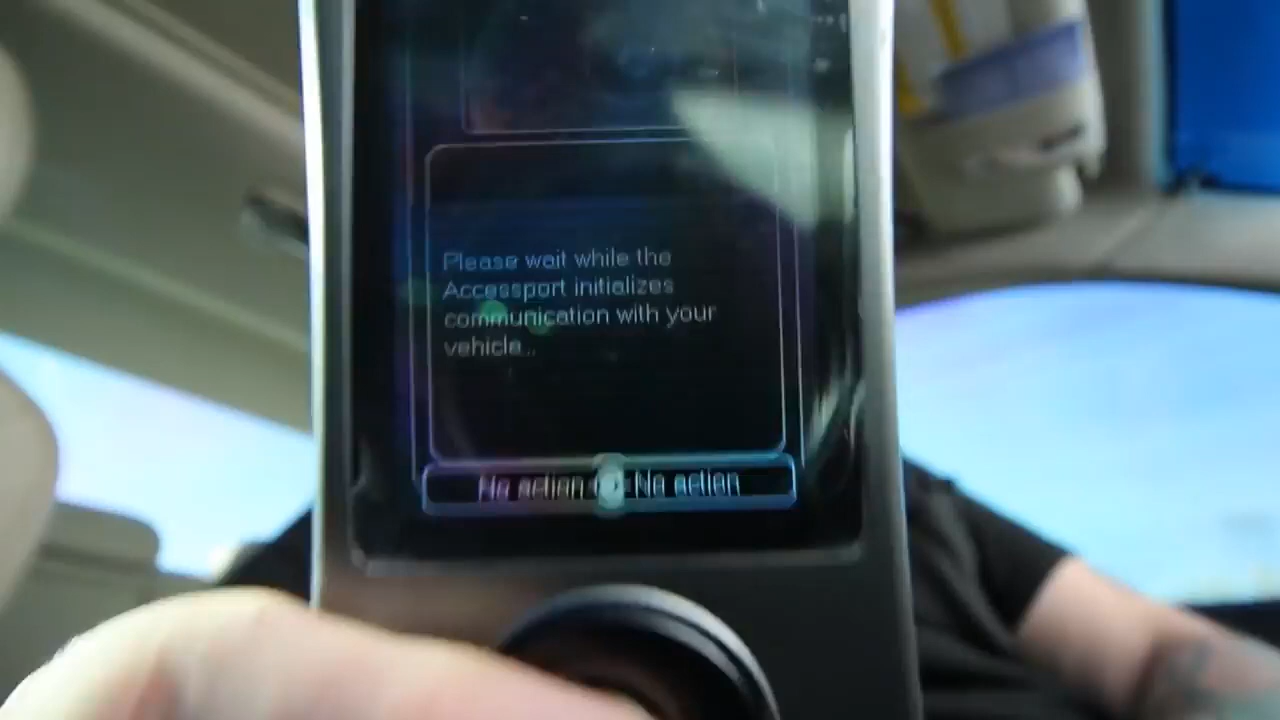 Please wait while the
Accessport initializes
communication with your
vehicle...
No action No action